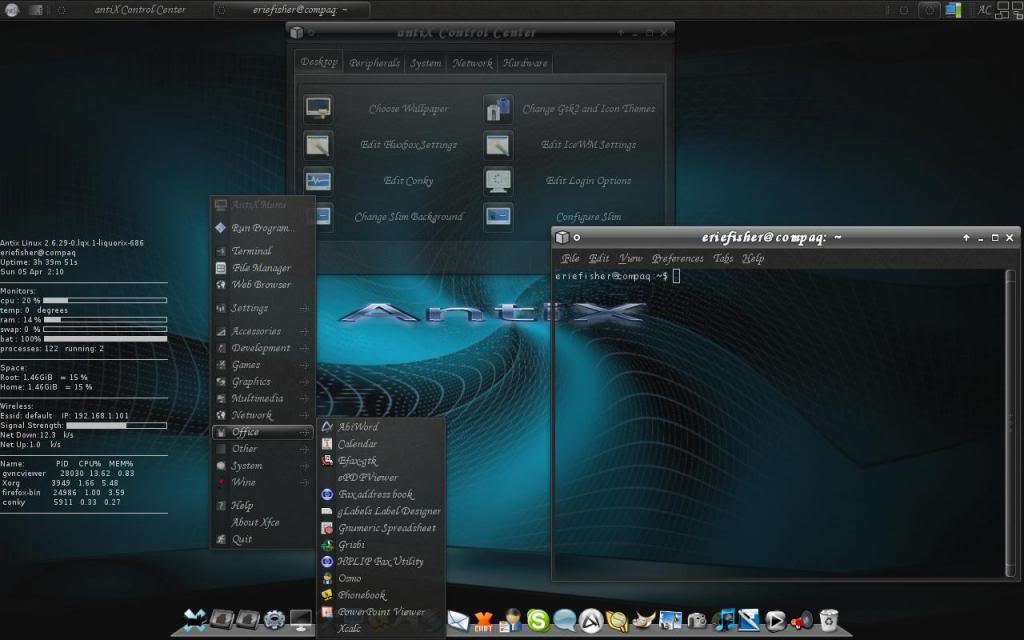 antiX Control Center
eriefisher@compaq: ~
AC
antiX Control Center
Desktop Peripherals System Network Hardware
Choose Wallpaper
Change Gtk2 and Icon Themes
Edit Fluxbox Settings
Edit IceWM Settings
Edit Conky
Edit Login Options
Change Slim Background
Configure Slim
AntiX Menu
Run Program...
Terminal
File Manager
Web Browser
Settings
Accessories
Development
Games
Graphics
Multimedia
Network
Office
Other
System
Wine
Help
About Xfce
Quit
AbiWord
Calendar
Efax-gtk
ePDPViewer
Fax address book
gLabels Label Designer
Gnumeric Spreadsheet
Grisbi
HPLIP Fax Utility
Osmo
Phonebook
PowerPoint Viewer
Xcalc
eriefisher@compaq: ~
File Edit View Preferences Tabs Help
eriefisher@compaq:~$
AntiX
Antix Linux 2.6.29-0.lqx.1-liquorix-686
eriefisher@compaq
Uptime: 3h 39m 51s
Sun 05 Apr 2:10
Monitors:
cpu : 20 %
temp: 0 degrees
ram : 14 %
swap: 0 %
bat : 100%
processes: 122 running: 2
Space:
Root: 1.46GiB = 15 %
Home: 1.46GiB = 15 %
Wireless:
Essid: default IP: 192.168.1.101
Signal Strength:
Net Down:12.3 k/s
Net Up:1.0 k/s
Name: PID CPU% MEM%
gvncviewer 28030 13.62 0.83
Xorg 3949 1.66 5.48
firefox-bin 24986 1.00 3.59
conky 5911 0.33 0.27
CHAT